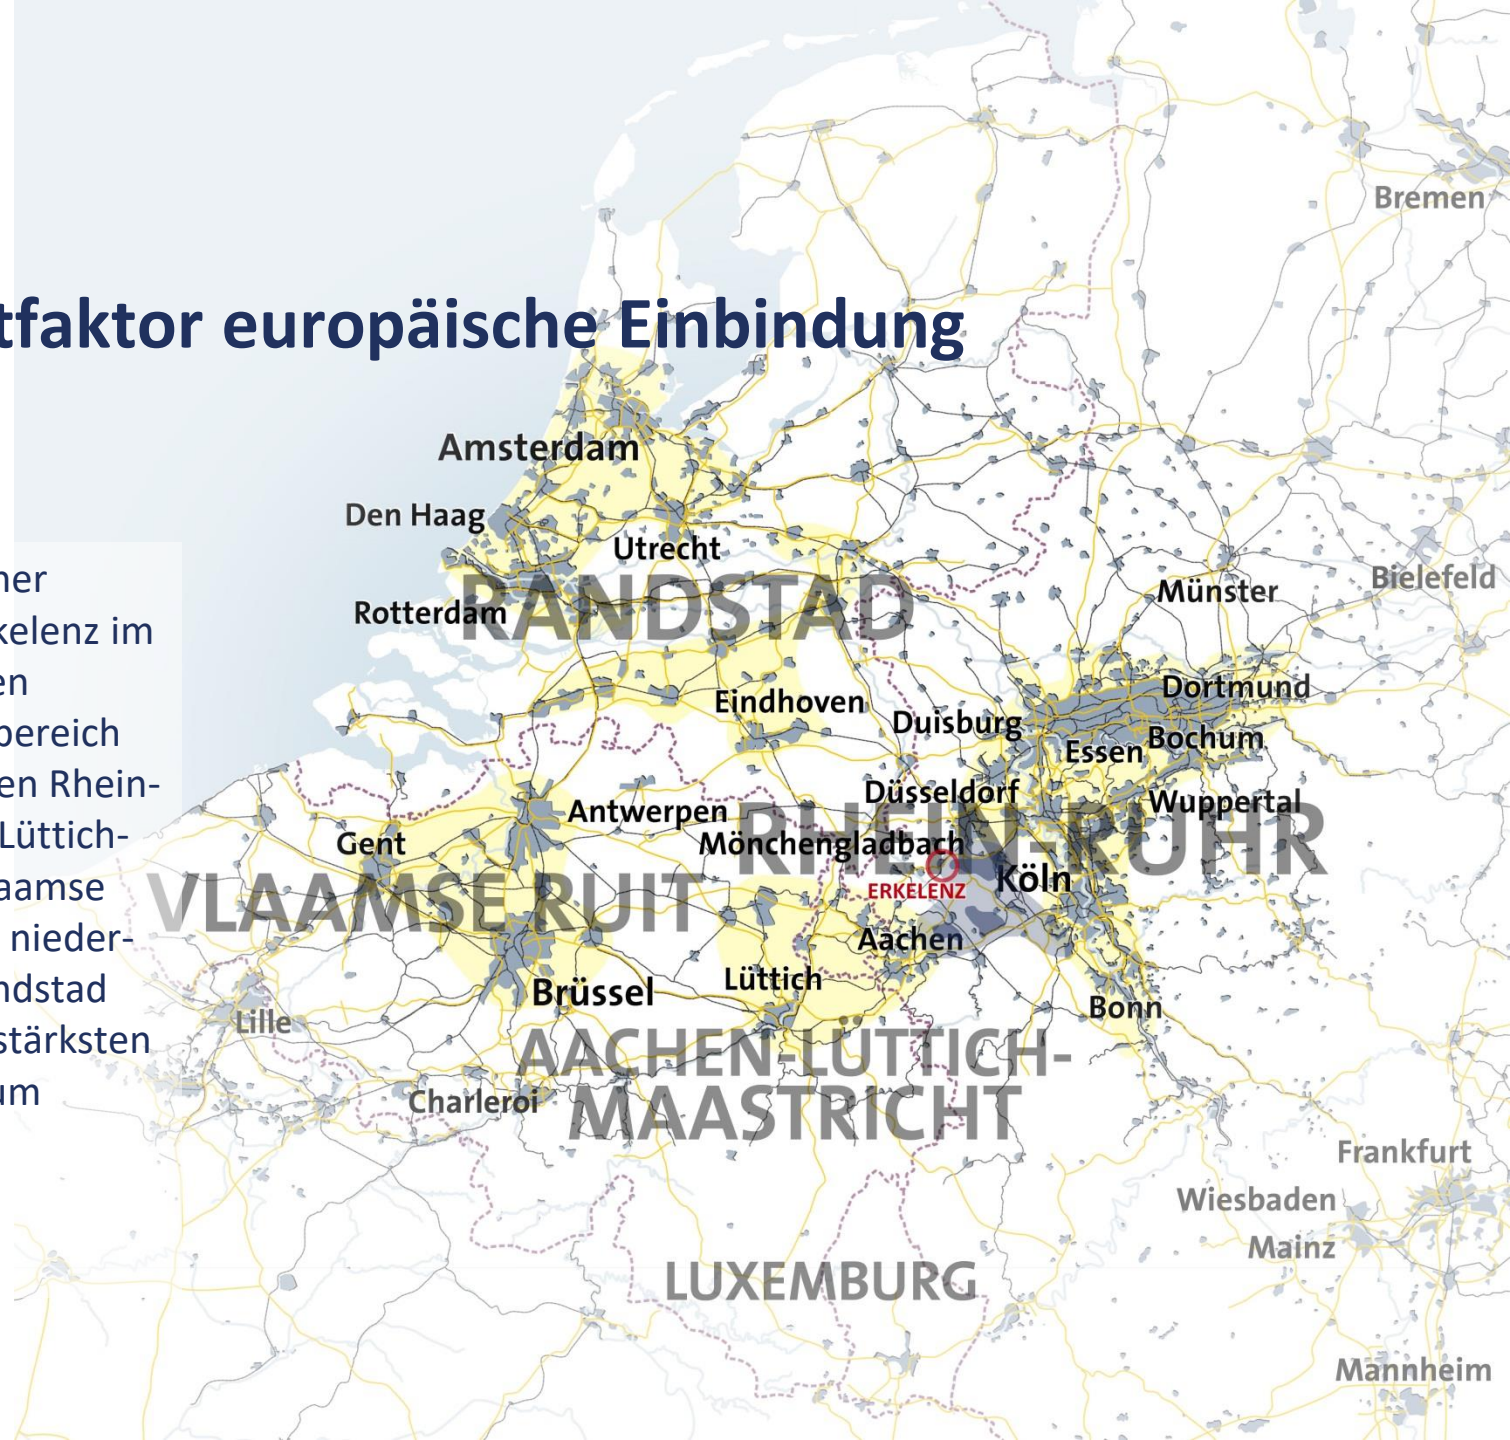 Bremen
tfaktor europäische Einbindung
Amsterdam
Den Haag
Utrecht
RANDSTAD
Rotterdam
Münster
Bielefeld
ner
kelenz im
en
bereich
en Rhein-
Lüttich-
aamse
nieder-
ndstad
stärksten
um
Dortmund
Eindhoven
Duisburg
Bochum
Essen
Düsseldorf
Wuppertal
Antwerpen
RHEIN-RUHR
Gent
Mönchengladbach
Köln
ERKELENZ
VLAAMSE RUIT
Aachen
Lüttich
Brüssel
Bonn
Lille
AACHEN-LÜTTICH-
MAASTRICHT
Charleroi
Frankfurt
Wiesbaden
Mainz
LUXEMBURG
Mannheim